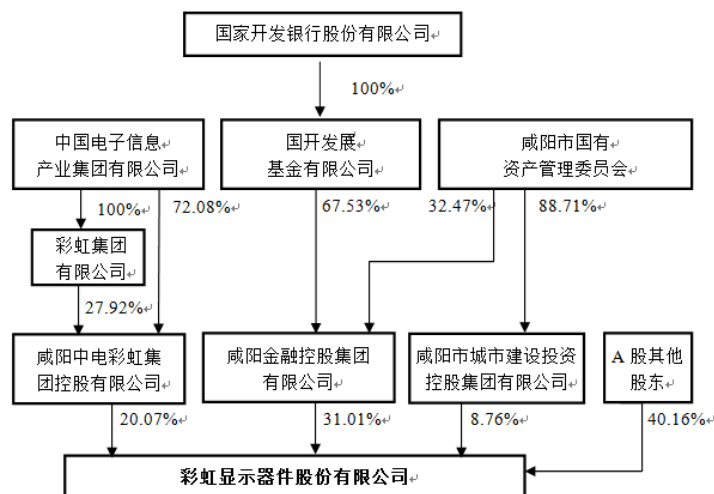 国家开发银行股份有限公司
100%
中国电子信息
产业集团有限公司
国开发展
基金有限公司
咸阳市国有
资产管理委员会
100%
72.08%
67.53%
32.47%
88.71%
彩虹集团
有限公司
27.92%
咸阳中电彩虹集
团控股有限公司
咸阳金融控股集团
有限公司
咸阳市城市建设投资
控股集团有限公司
A 股其他
股东
20.07%
31.01%
8.76%
40.16%
彩虹显示器件股份有限公司